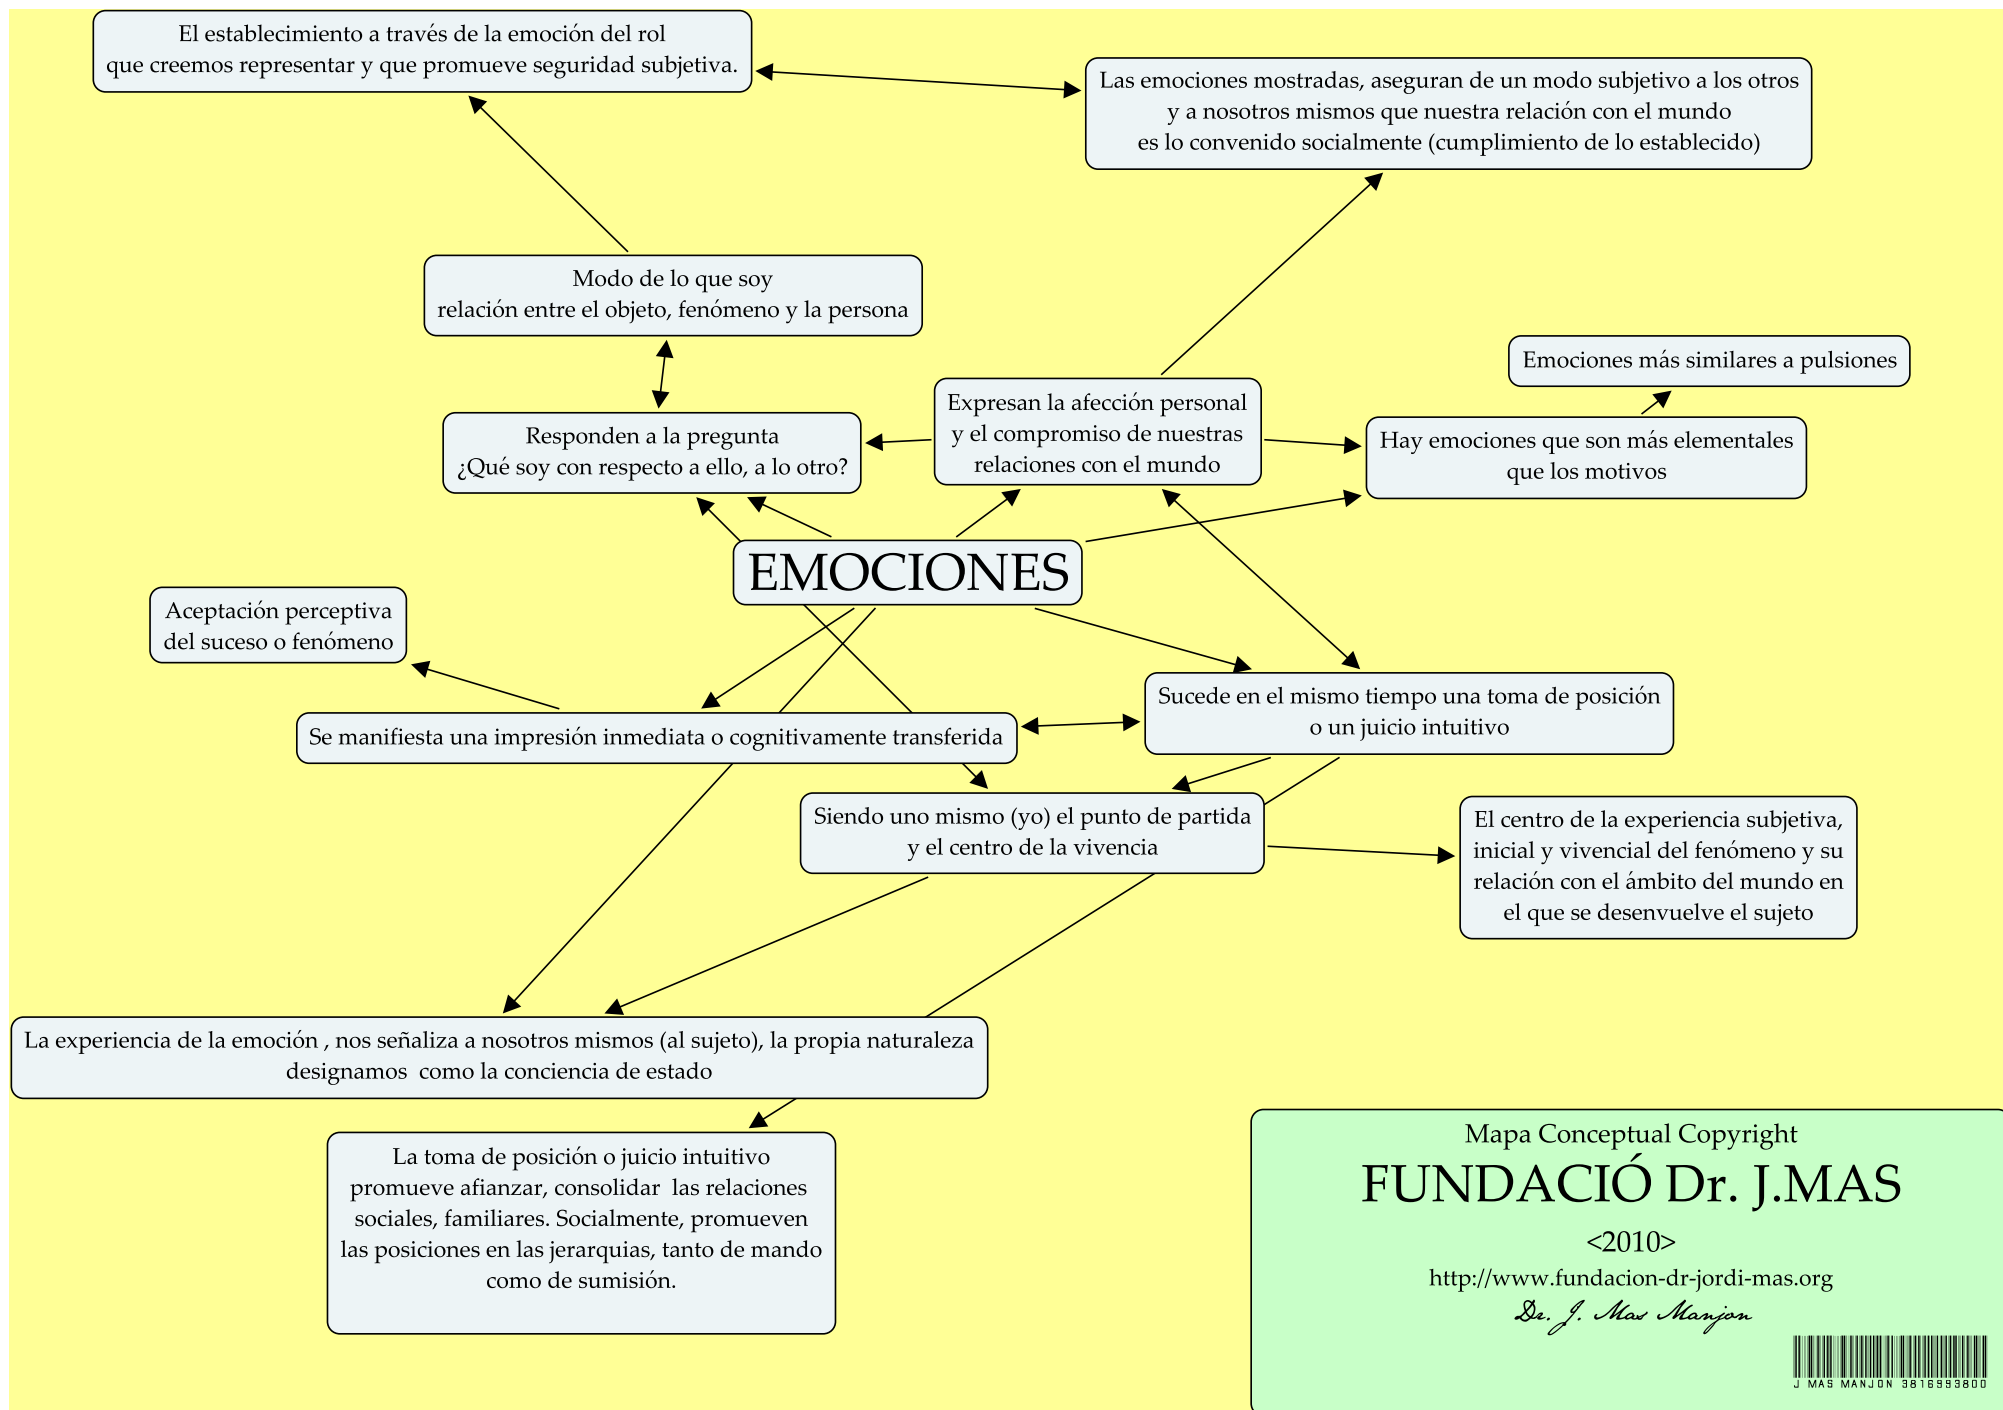 El establecimiento a través de la emoción del rol
que creemos representar y que promueve seguridad subjetiva.
Las emociones mostradas, aseguran de un modo subjetivo a los otros
y a nosotros mismos que nuestra relación con el mundo
es lo convenido socialmente (cumplimiento de lo establecido)
Modo de lo que soy
relación entre el objeto, fenómeno y la persona
Emociones más similares a pulsiones
Expresan la afección personal
y el compromiso de nuestras
relaciones con el mundo
Responden a la pregunta
¿Qué soy con respecto a ello, a lo otro?
Hay emociones que son más elementales
que los motivos
EMOCIONES
Aceptación perceptiva
del suceso o fenómeno
Sucede en el mismo tiempo una toma de posición
o un juicio intuitivo
Se manifiesta una impresión inmediata o cognitivamente transferida
Siendo uno mismo (yo) el punto de partida
y el centro de la vivencia
El centro de la experiencia subjetiva,
inicial y vivencial del fenómeno y su
relación con el ámbito del mundo en
el que se desenvuelve el sujeto
La experiencia de la emoción , nos señaliza a nosotros mismos (al sujeto), la propia naturaleza
designamos  como la conciencia de estado
La toma de posición o juicio intuitivo
promueve afianzar, consolidar  las relaciones
sociales, familiares. Socialmente, promueven
las posiciones en las jerarquias, tanto de mando
como de sumisión.
Mapa Conceptual Copyright
FUNDACIÓ Dr. J.MAS
<2010>
http://www.fundacion-dr-jordi-mas.org
Dr. J. Mas Manjon
J MAS MANJON 3816993800